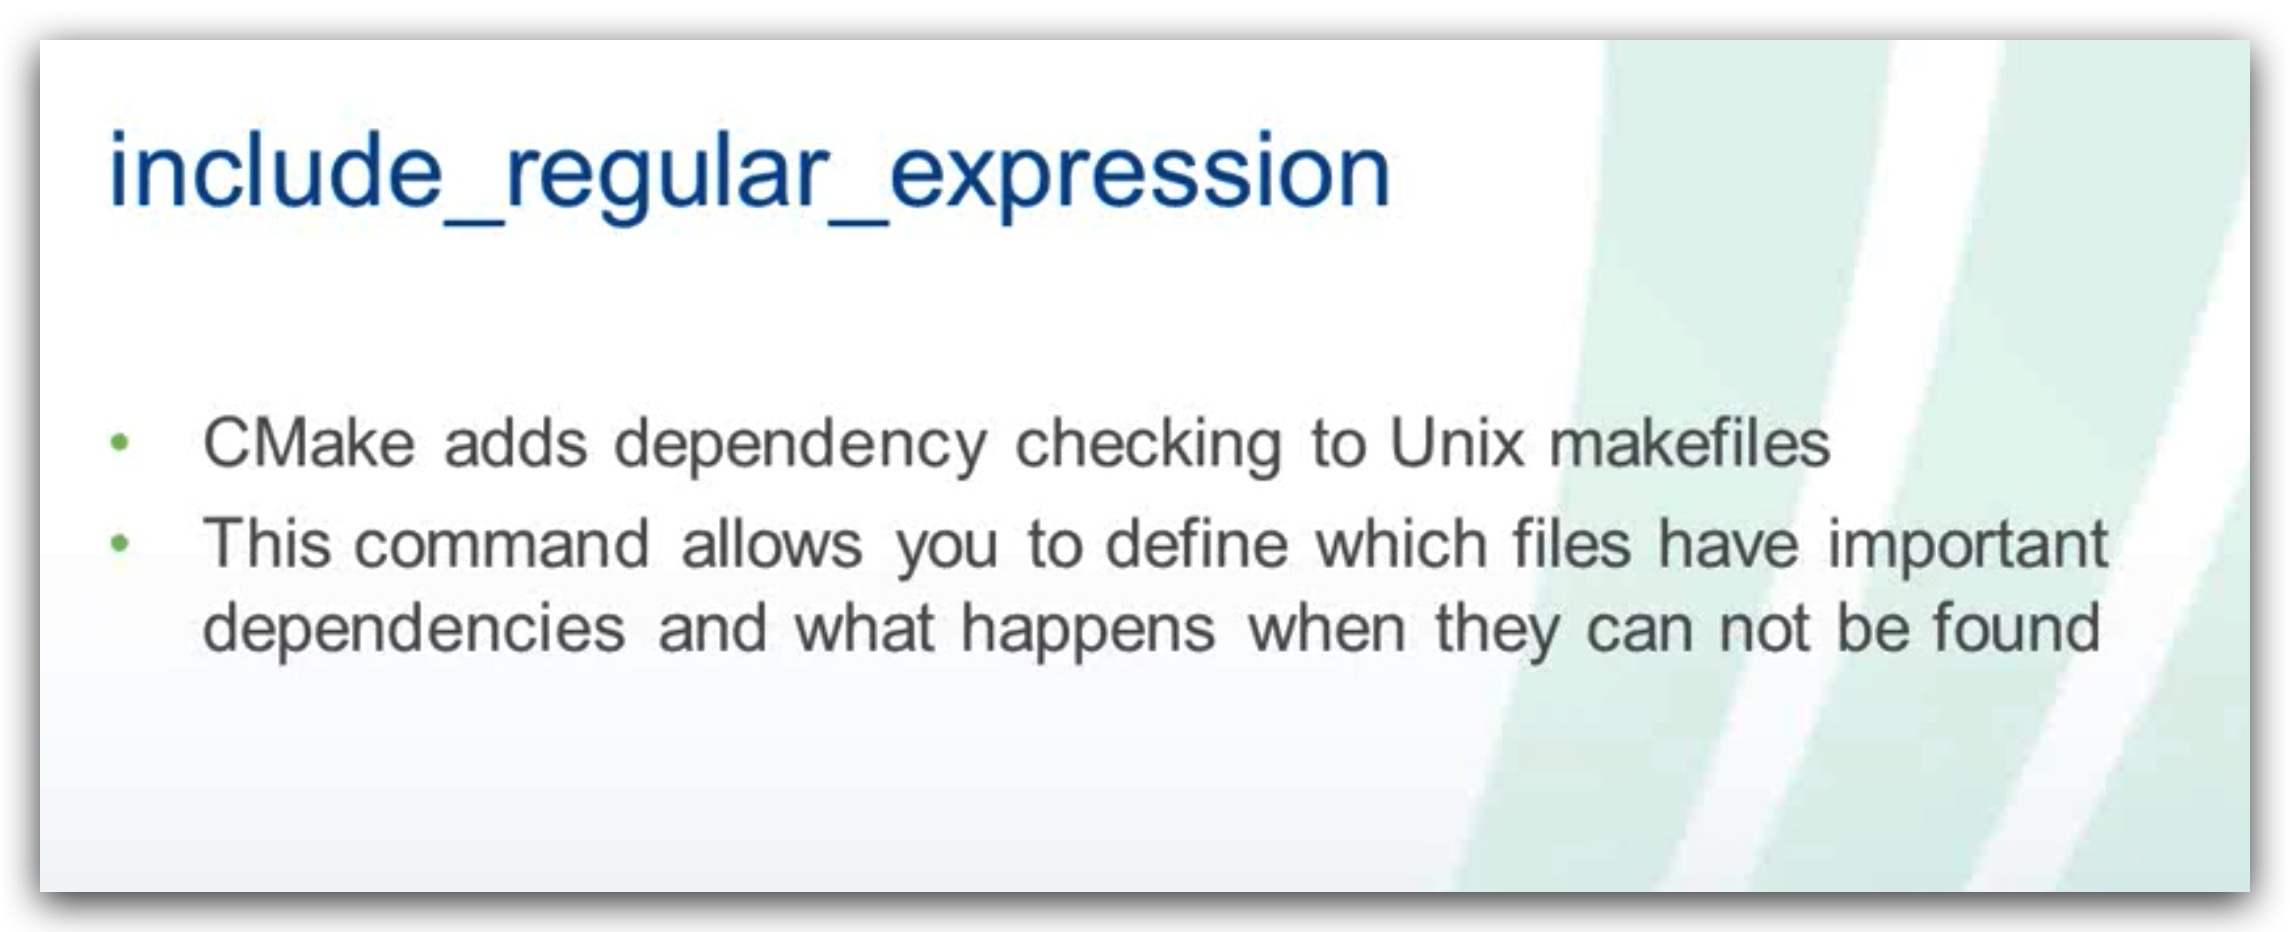 include_regular_expression
• CMake adds dependency checking to Unix makefiles
• This command allows you to define which files have important
dependencies and what happens when they can not be found